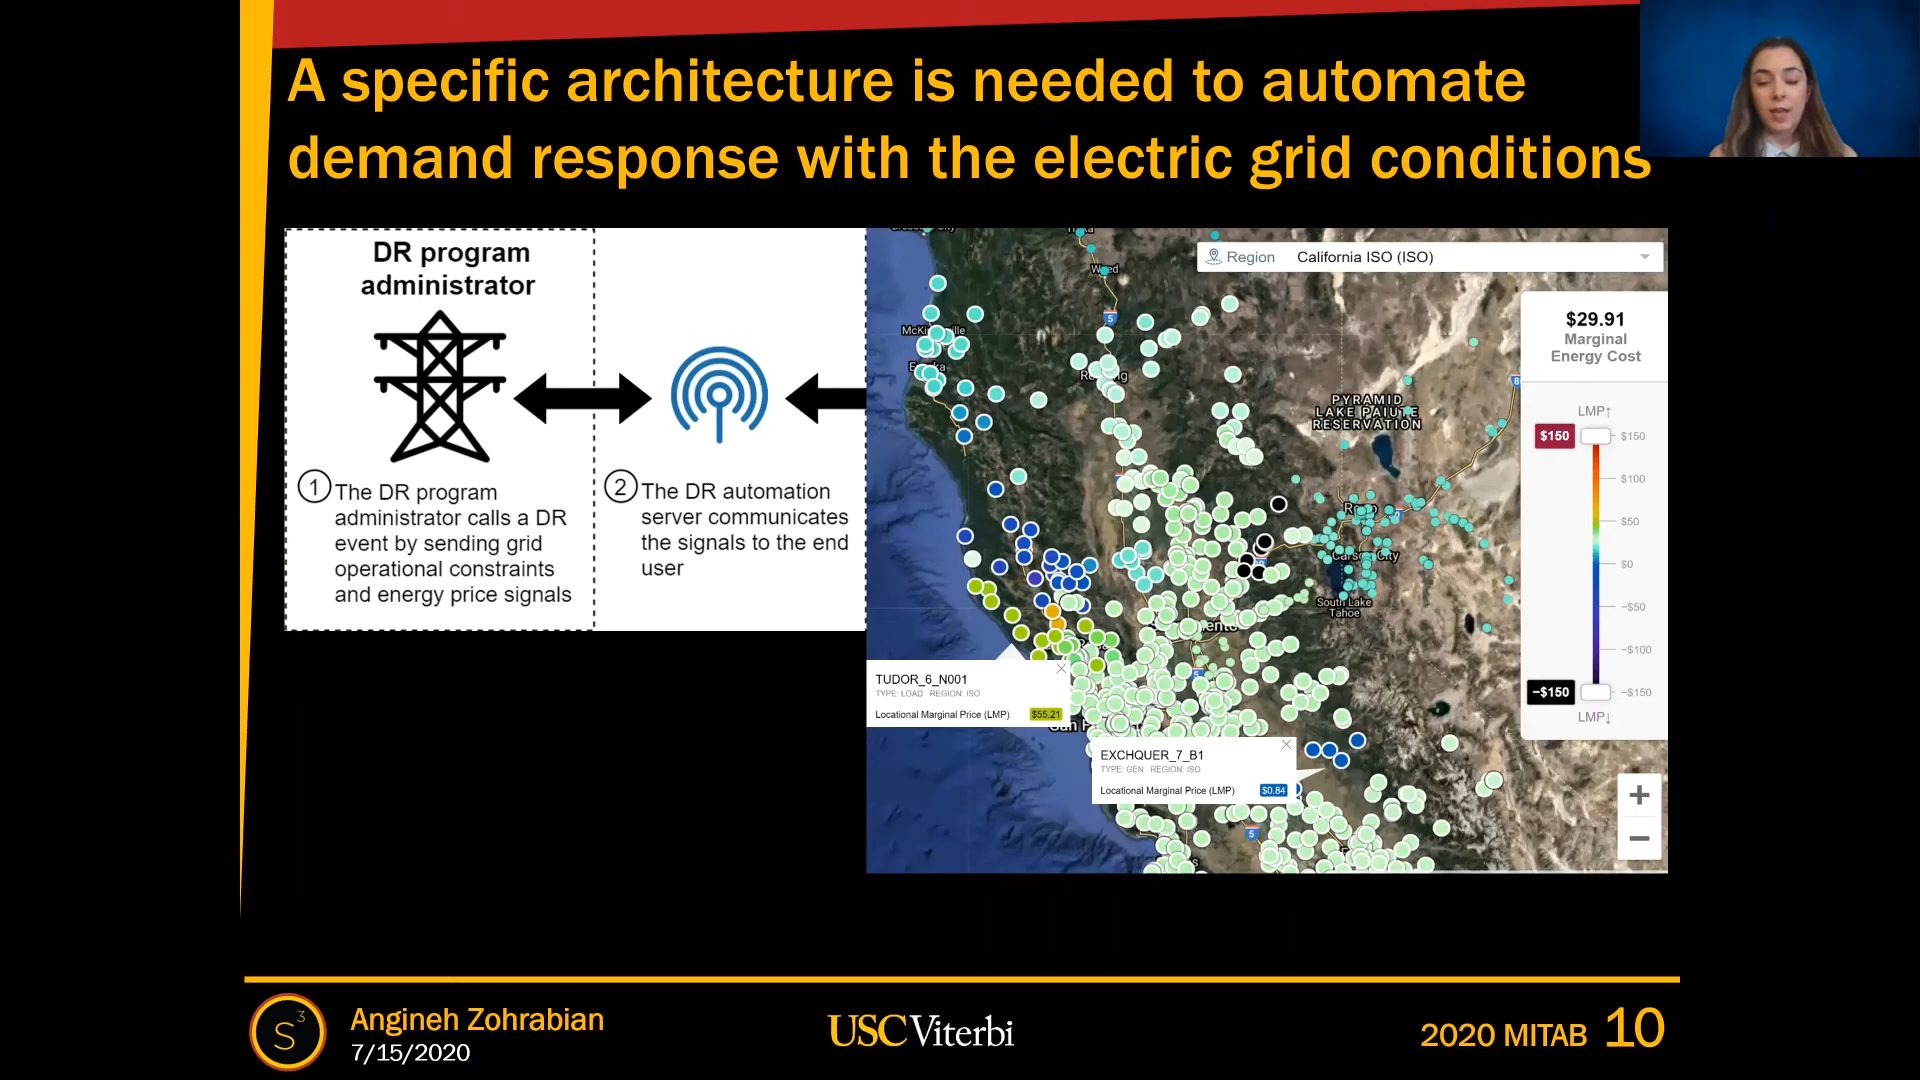 A specific architecture is needed to automate
demand response with the electric grid conditions
DR program
administrator
1 The DR program
administrator calls a DR
event by sending grid
operational constraints
and energy price signals
2 The DR automation
server communicates
the signals to the end
user
Region California ISO (ISO)
$29.91
Marginal
Energy Cost
LMP↑
$150 $150
$100
$50
$0
−$50
−$100
−$150 −$150
LMP↓
Weed
5
PYRAMID
LAKE PAIUTE
RESERVATION
South Lake
Tahoe
TUDOR_6_N001
TYPE: LOAD REGION: ISO
Locational Marginal Price (LMP) $55.21
EXCHQUER_7_B1
TYPE: GEN REGION: ISO
Locational Marginal Price (LMP) $0.84
5
+
−
S3
Angineh Zohrabian
7/15/2020
USC Viterbi
2020 MITAB 10